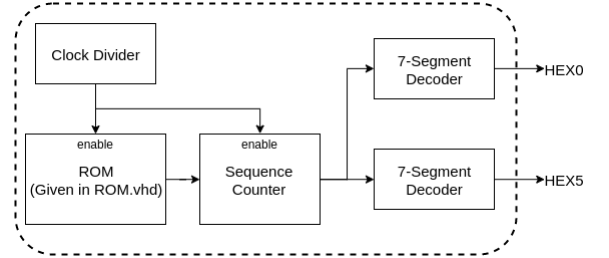 Clock Divider
7-Segment
Decoder
HEX0
enable
ROM
(Given in ROM.vhd)
enable
Sequence
Counter
7-Segment
Decoder
HEX5